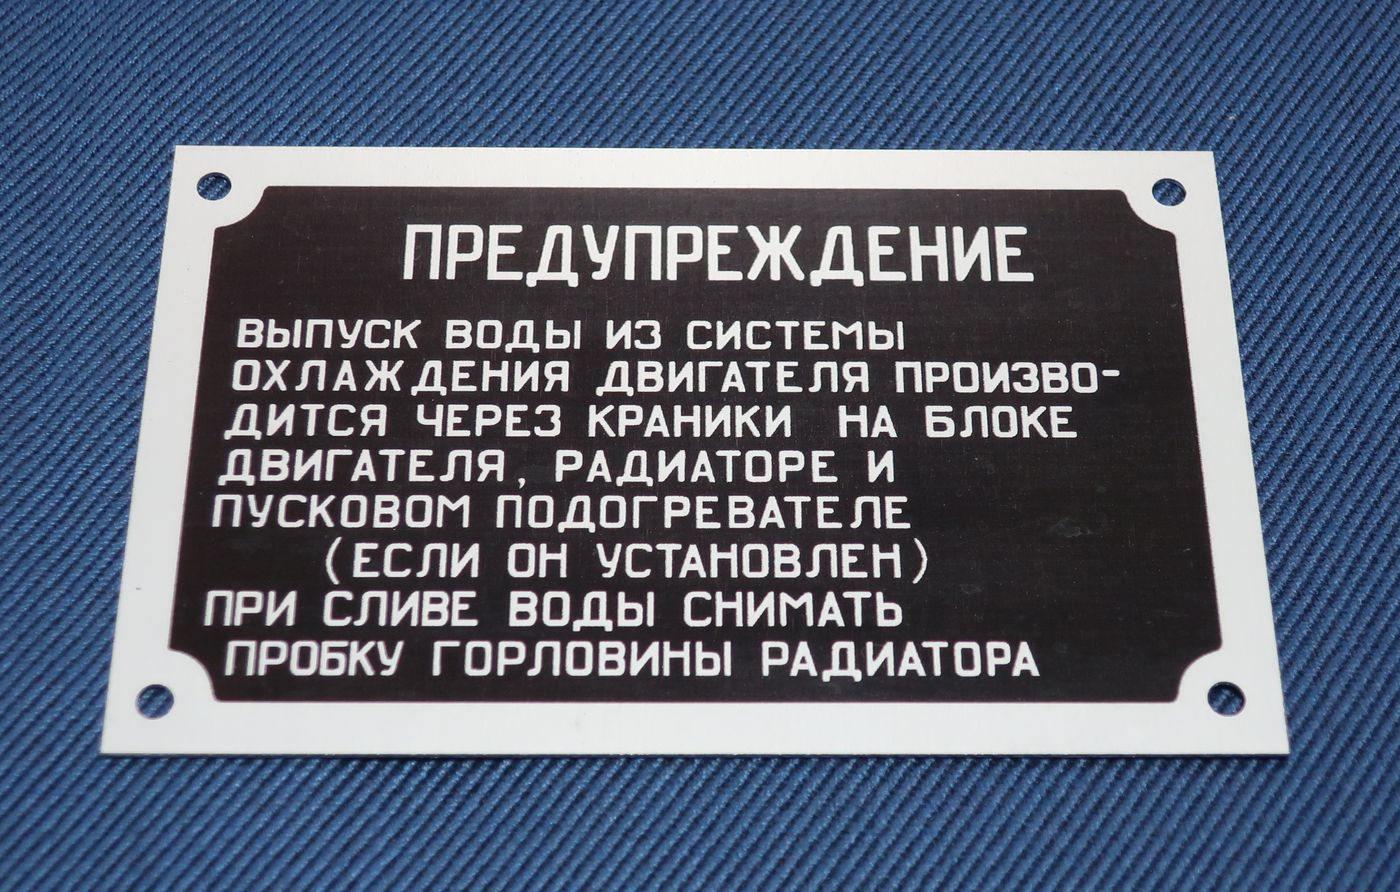 ПРЕДУПРЕЖДЕНИЕ
ВЫПУСК ВОДЫ ИЗ СИСТЕМЫ
ОХЛАЖДЕНИЯ ДВИГАТЕЛЯ ПРОИЗВО-
ДИТСЯ ЧЕРЕЗ КРАНИКИ НА БЛОКЕ
ДВИГАТЕЛЯ, РАДИАТОРЕ И
ПУСКОВОМ ПОДОГРЕВАТЕЛЕ
(ЕСЛИ ОН УСТАНОВЛЕН)
ПРИ СЛИВЕ ВОДЫ СНИМАТЬ
ПРОБКУ ГОРЛОВИНЫ РАДИАТОРА